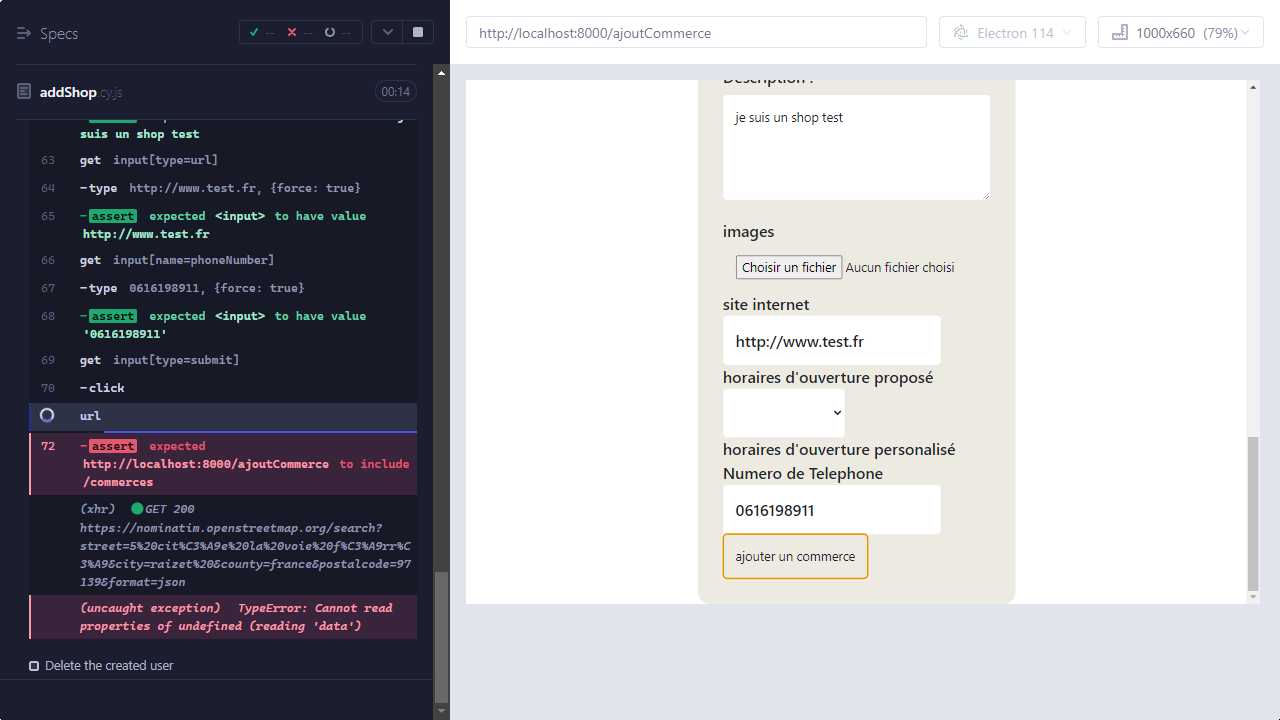 Specs
-- -- --
addShop.cy.js
00:14
suis un shop test
63 get input[type=url]
64 -type http://www.test.fr, {force: true}
65 -assert expected <input> to have value
http://www.test.fr
66 get input[name=phoneNumber]
67 -type 0616198911, {force: true}
68 -assert expected <input> to have value
'0616198911'
69 get input[type=submit]
70 -click
url
72 -assert expected
http://localhost:8000/ajoutCommerce to include
/commerces
(xhr) GET 200
https://nominatim.openstreetmap.org/search?
street=5%20cit%C3%A9e%20la%20voie%20f%C3%A9rr%C
3%A9&city=raizet%20&county=france&postalcode=97
139&format=json
(uncaught exception) TypeError: Cannot read
properties of undefined (reading 'data')
Delete the created user
http://localhost:8000/ajoutCommerce
Electron 114
1000x660 (79%)
Description :
je suis un shop test
images
Choisir un fichier Aucun fichier choisi
site internet
http://www.test.fr
horaires d'ouverture proposé
horaires d'ouverture personalisé
Numero de Telephone
0616198911
ajouter un commerce